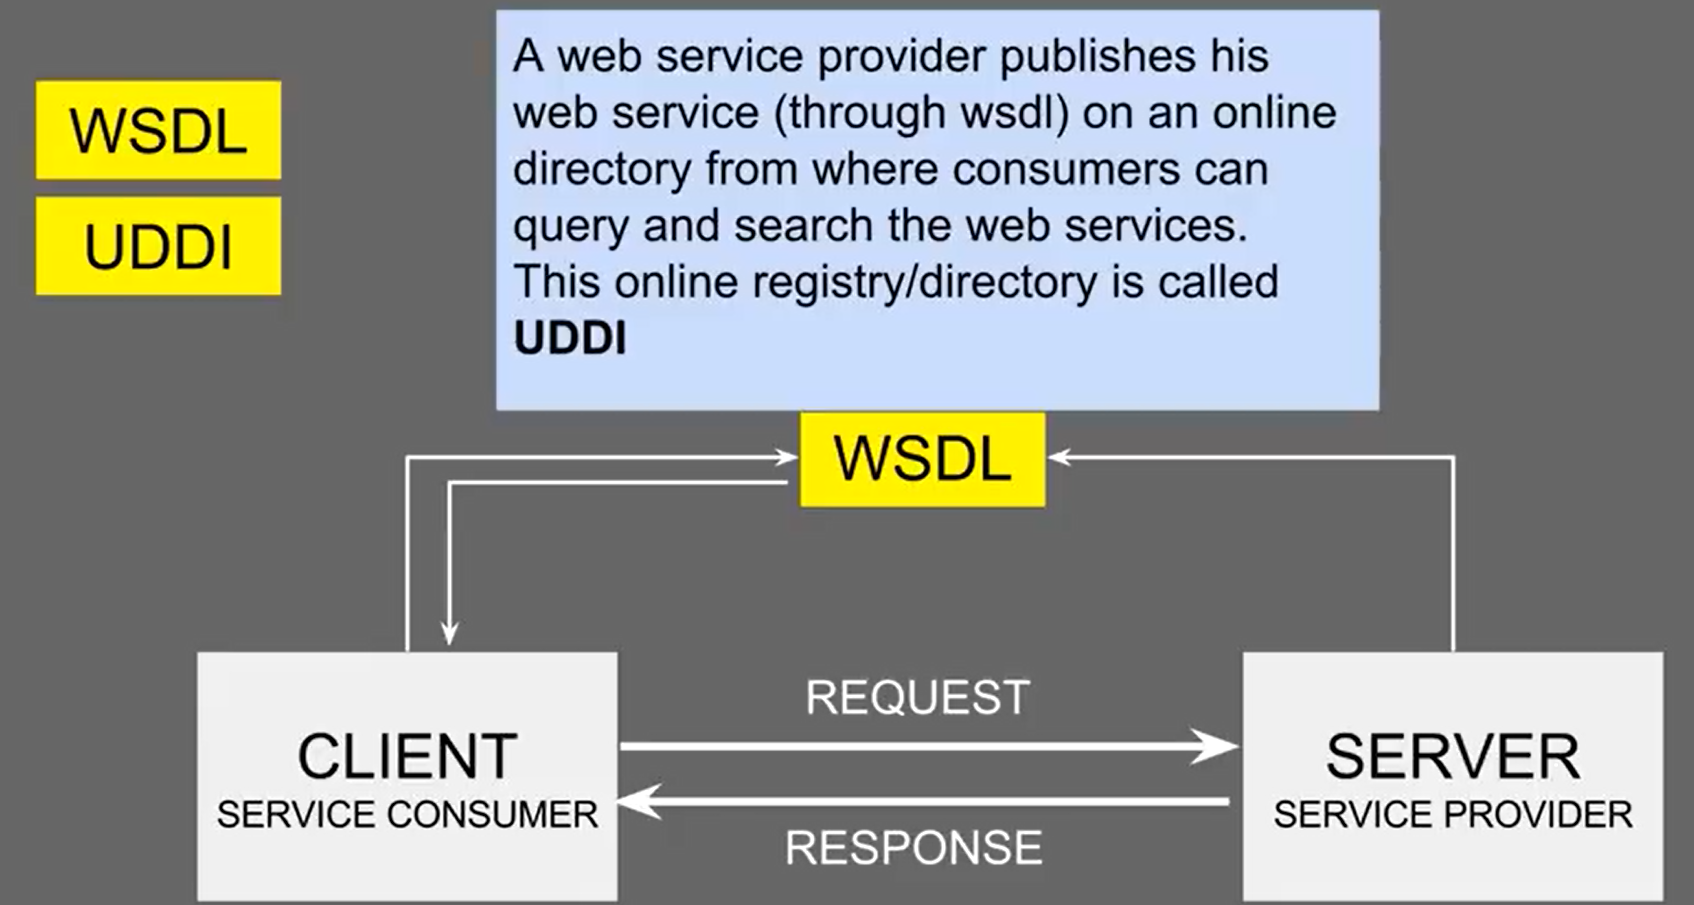 WSDL
UDDI
A web service provider publishes his
web service (through wsdl) on an online
directory from where consumers can
query and search the web services.
This online registry/directory is called
UDDI
WSDL
REQUEST
CLIENT
SERVICE CONSUMER
SERVER
SERVICE PROVIDER
RESPONSE